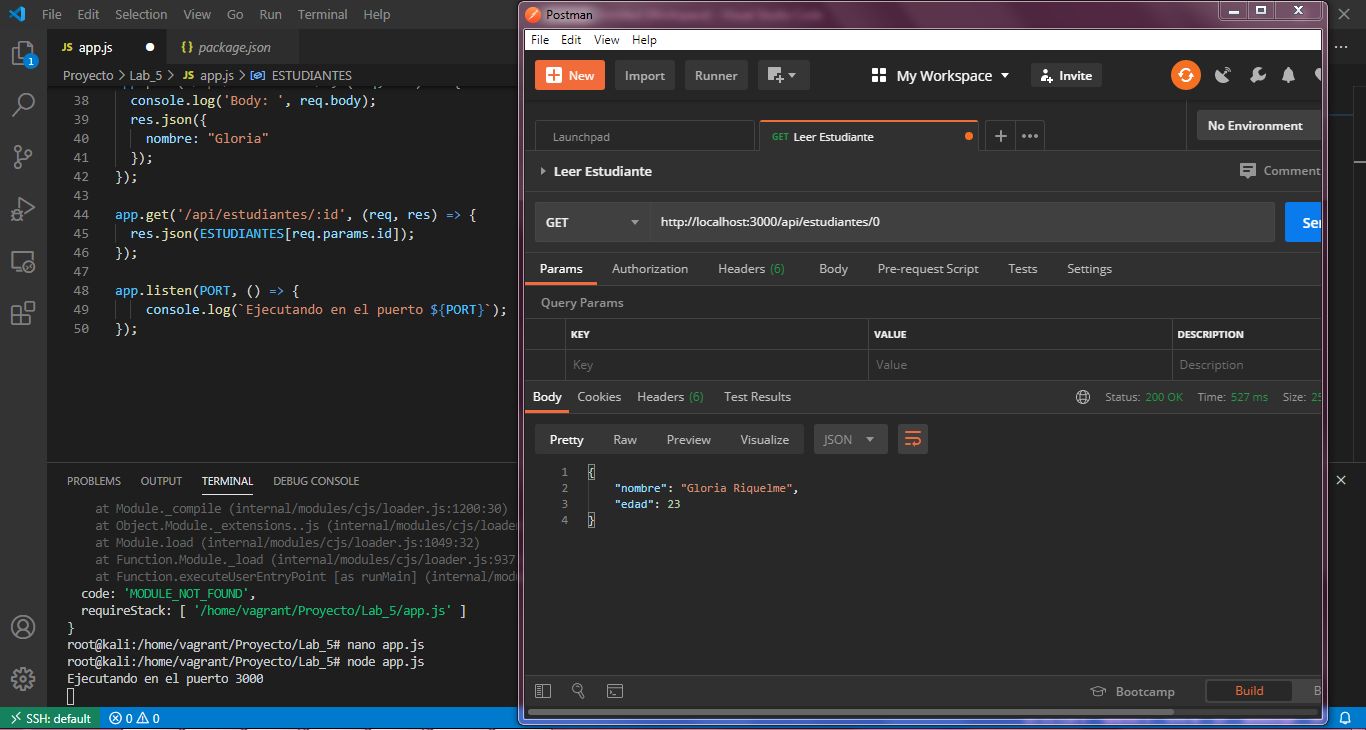 File Edit Selection View Go Run Terminal Help
JS app.js
{} package.json
Proyecto > Lab_5 > JS app.js > ESTUDIANTES
38 console.log('Body: ', req.body);
39 res.json({
40 nombre: "Gloria"
41 });
42 });
43
44 app.get('/api/estudiantes/:id', (req, res) => {
45 res.json(ESTUDIANTES[req.params.id]);
46 });
47
48 app.listen(PORT, () => {
49 console.log(`Ejecutando en el puerto ${PORT}`);
50 });
PROBLEMS OUTPUT TERMINAL DEBUG CONSOLE
at Module._compile (internal/modules/cjs/loader.js:1200:30)
at Object.Module._extensions..js (internal/modules/cjs/loade
at Module.load (internal/modules/cjs/loader.js:1049:32)
at Function.Module._load (internal/modules/cjs/loader.js:937
at Function.executeUserEntryPoint [as runMain] (internal/mod
code: 'MODULE_NOT_FOUND',
requireStack: [ '/home/vagrant/Proyecto/Lab_5/app.js' ]
}
root@kali:/home/vagrant/Proyecto/Lab_5# nano app.js
root@kali:/home/vagrant/Proyecto/Lab_5# node app.js
Ejecutando en el puerto 3000
SSH: default 0 0
1
Postman
File Edit View Help
New Import Runner My Workspace Invite
Launchpad GET Leer Estudiante No Environment
Leer Estudiante Comment
GET http://localhost:3000/api/estudiantes/0 Se
Params Authorization Headers (6) Body Pre-request Script Tests Settings
Query Params
KEY VALUE DESCRIPTION
Key Value Description
Body Cookies Headers (6) Test Results Status: 200 OK Time: 527 ms Size: 25
Pretty Raw Preview Visualize JSON
1 {
2 "nombre": "Gloria Riquelme",
3 "edad": 23
4 }
Bootcamp Build B